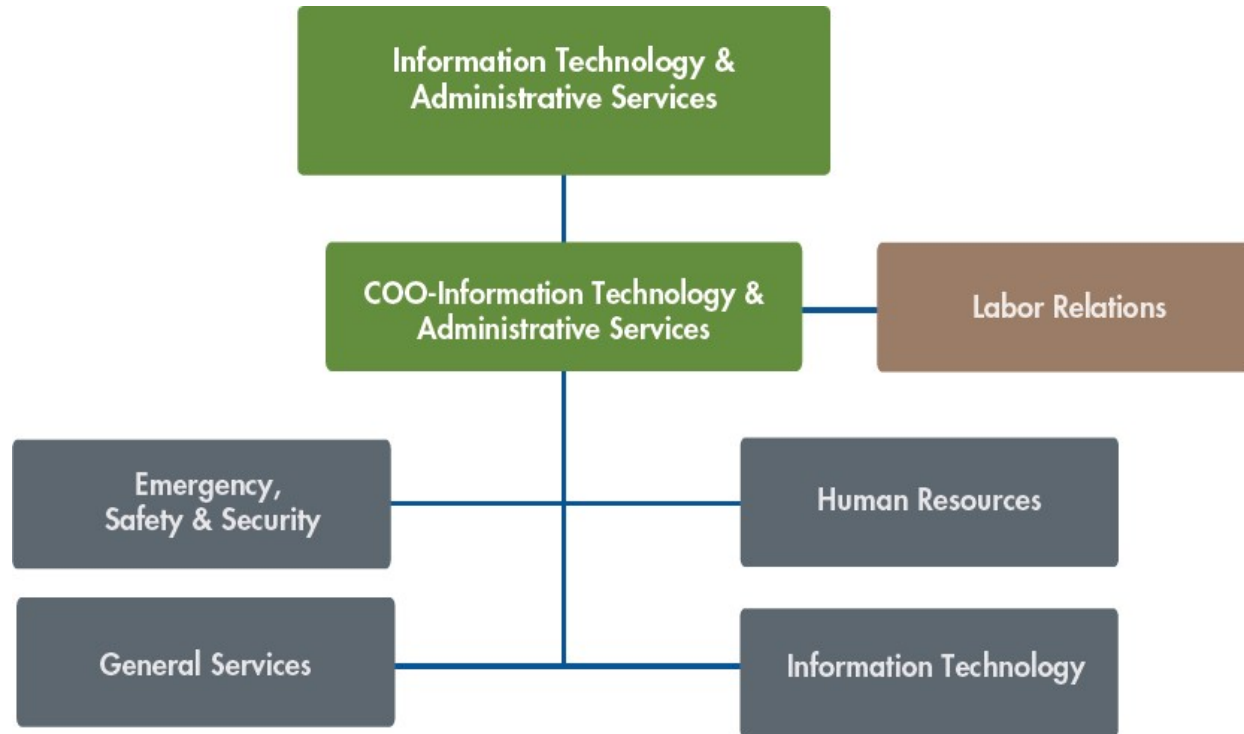 Information Technology &
Administrative Services
COO-Information Technology &
Administrative Services
Labor Relations
Emergency,
Safety & Security
Human Resources
General Services
Information Technology